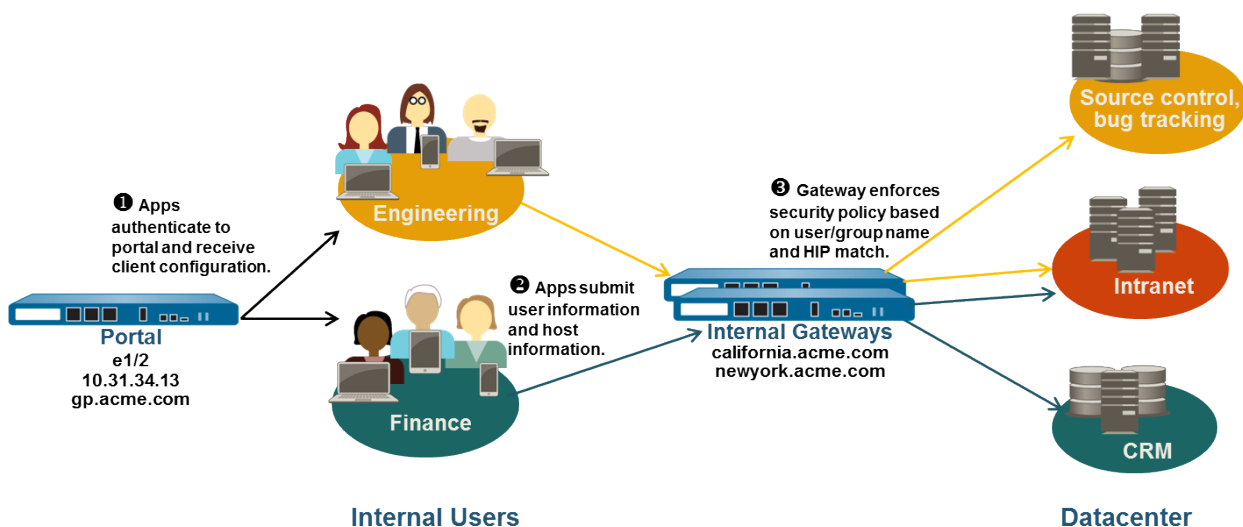 ❶ Apps
authenticate to
portal and receive
client configuration.
Portal
e1/2
10.31.34.13
gp.acme.com
Engineering
Finance
❷ Apps submit
user information
and host
information.
Internal Users
❸ Gateway enforces
security policy based
on user/group name
and HIP match.
Internal Gateways
california.acme.com
newyork.acme.com
Source control,
bug tracking
Intranet
CRM
Datacenter